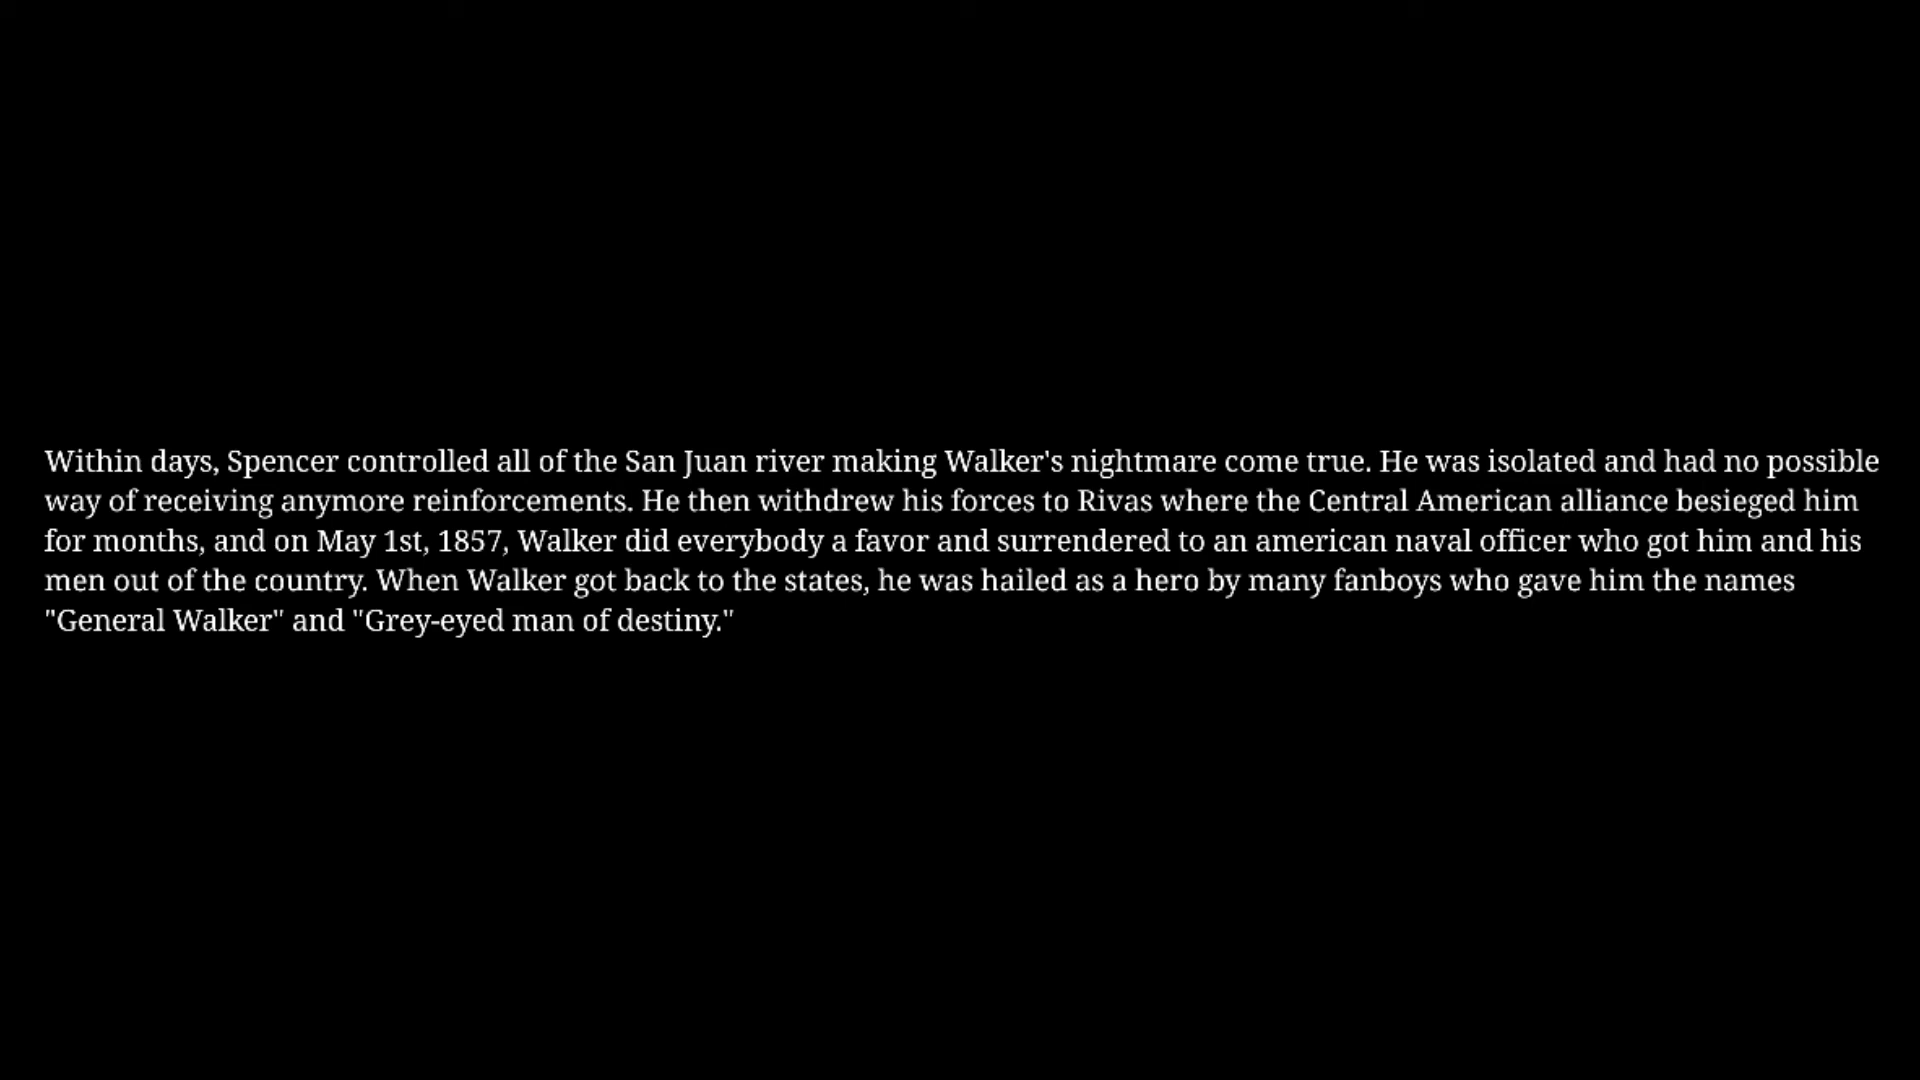 Within days, Spencer controlled all of the San Juan river making Walker's nightmare come true. He was isolated and had no possible
way of receiving anymore reinforcements. He then withdrew his forces to Rivas where the Central American alliance besieged him
for months, and on May 1st, 1857, Walker did everybody a favor and surrendered to an american naval officer who got him and his
men out of the country. When Walker got back to the states, he was hailed as a hero by many fanboys who gave him the names
"General Walker" and "Grey-eyed man of destiny."